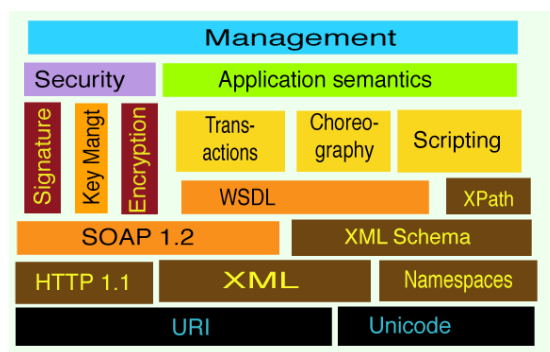 Management
Security
Application semantics
Signature
Key Mangt
Encryption
Trans-
actions
Choreo-
graphy
Scripting
WSDL
XPath
SOAP 1.2
XML Schema
HTTP 1.1
XML
Namespaces
URI
Unicode